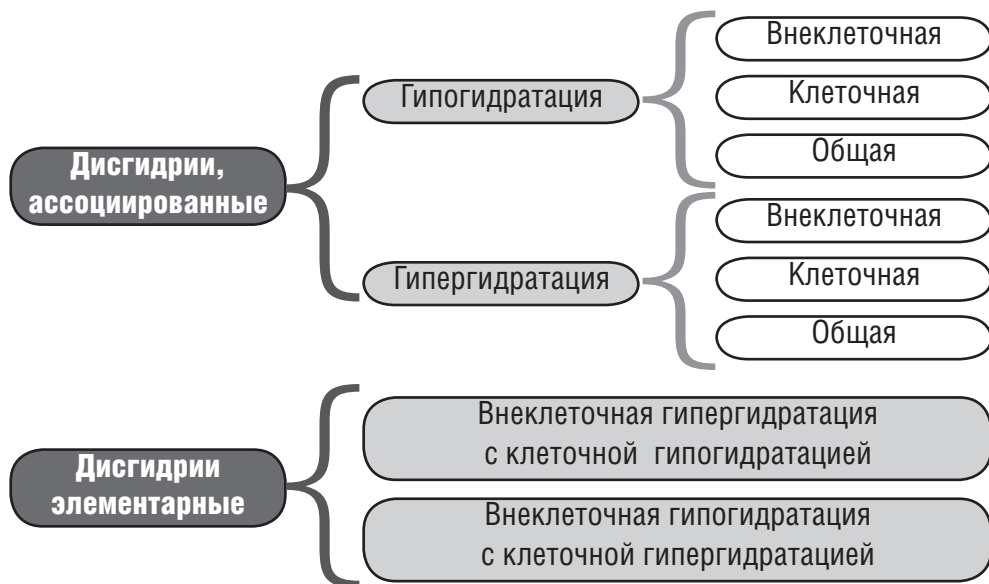 Дисгидрии,
ассоциированные
Гипогидратация
Внеклеточная
Клеточная
Общая
Гипергидратация
Внеклеточная
Клеточная
Общая
Дисгидрии
элементарные
Внеклеточная гипергидратация
с клеточной гипогидратацией
Внеклеточная гипогидратация
с клеточной гипергидратацией